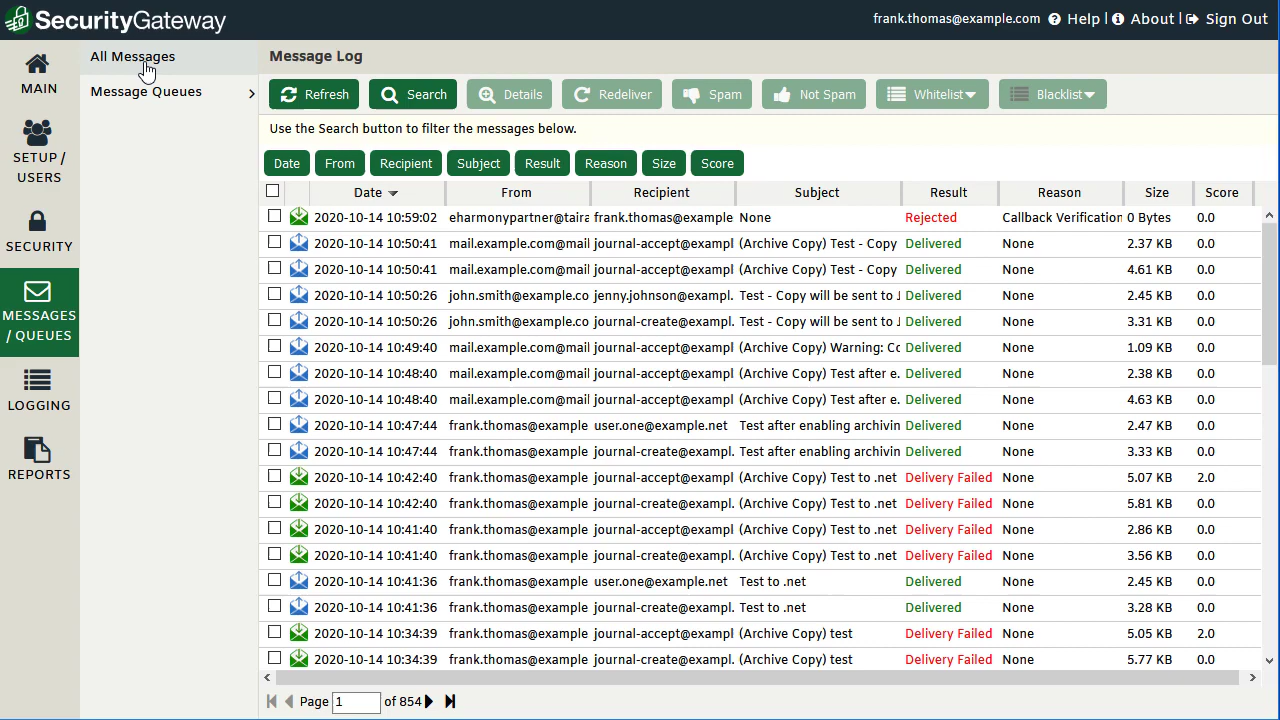 SecurityGateway
frank.thomas@example.com Help | About | Sign Out
MAIN
SETUP /
USERS
SECURITY
MESSAGES
/ QUEUES
LOGGING
REPORTS
All Messages
Message Queues
Message Log
Refresh Search Details Redeliver Spam Not Spam Whitelist Blacklist
Use the Search button to filter the messages below.
Date From Recipient Subject Result Reason Size Score
Date From Recipient Subject Result Reason Size Score
2020-10-14 10:59:02 eharmonypartner@taira frank.thomas@example None Rejected Callback Verification 0 Bytes 0.0
2020-10-14 10:50:41 mail.example.com@mail journal-accept@exampl (Archive Copy) Test - Copy Delivered None 2.37 KB 0.0
2020-10-14 10:50:41 mail.example.com@mail journal-accept@exampl (Archive Copy) Test - Copy Delivered None 4.61 KB 0.0
2020-10-14 10:50:26 john.smith@example.co jenny.johnson@exampl. Test - Copy will be sent to J Delivered None 2.45 KB 0.0
2020-10-14 10:50:26 john.smith@example.co journal-create@exampl. Test - Copy will be sent to J Delivered None 3.31 KB 0.0
2020-10-14 10:49:40 mail.example.com@mail journal-accept@exampl (Archive Copy) Warning: Co Delivered None 1.09 KB 0.0
2020-10-14 10:48:40 mail.example.com@mail journal-accept@exampl (Archive Copy) Test after e. Delivered None 2.38 KB 0.0
2020-10-14 10:48:40 mail.example.com@mail journal-accept@exampl (Archive Copy) Test after e. Delivered None 4.63 KB 0.0
2020-10-14 10:47:44 frank.thomas@example user.one@example.net Test after enabling archivin Delivered None 2.47 KB 0.0
2020-10-14 10:47:44 frank.thomas@example journal-create@exampl. Test after enabling archivin Delivered None 3.33 KB 0.0
2020-10-14 10:42:40 frank.thomas@example journal-accept@exampl (Archive Copy) Test to .net Delivery Failed None 5.07 KB 2.0
2020-10-14 10:42:40 frank.thomas@example journal-create@exampl. (Archive Copy) Test to .net Delivery Failed None 5.81 KB 0.0
2020-10-14 10:41:40 frank.thomas@example journal-accept@exampl (Archive Copy) Test to .net Delivery Failed None 2.86 KB 0.0
2020-10-14 10:41:40 frank.thomas@example journal-create@exampl. (Archive Copy) Test to .net Delivery Failed None 3.56 KB 0.0
2020-10-14 10:41:36 frank.thomas@example user.one@example.net Test to .net Delivered None 2.45 KB 0.0
2020-10-14 10:41:36 frank.thomas@example journal-create@exampl. Test to .net Delivered None 3.28 KB 0.0
2020-10-14 10:34:39 frank.thomas@example journal-accept@exampl (Archive Copy) test Delivery Failed None 5.05 KB 2.0
2020-10-14 10:34:39 frank.thomas@example journal-create@exampl. (Archive Copy) test Delivery Failed None 5.77 KB 0.0
Page 1 of 854